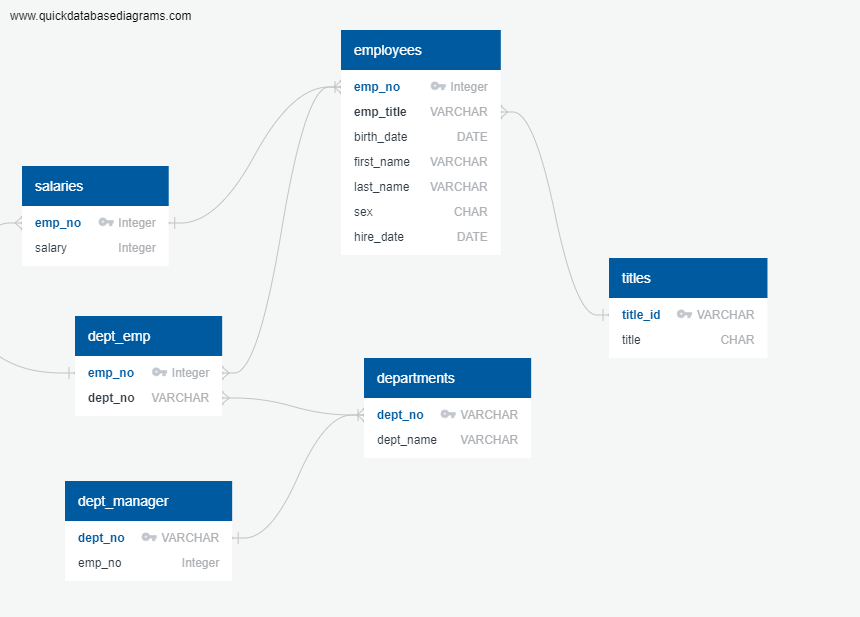 www.quickdatabasediagrams.com
employees
emp_no Integer
emp_title VARCHAR
birth_date DATE
first_name VARCHAR
last_name VARCHAR
sex CHAR
hire_date DATE
salaries
emp_no Integer
salary Integer
titles
title_id VARCHAR
title CHAR
dept_emp
emp_no Integer
dept_no VARCHAR
departments
dept_no VARCHAR
dept_name VARCHAR
dept_manager
dept_no VARCHAR
emp_no Integer